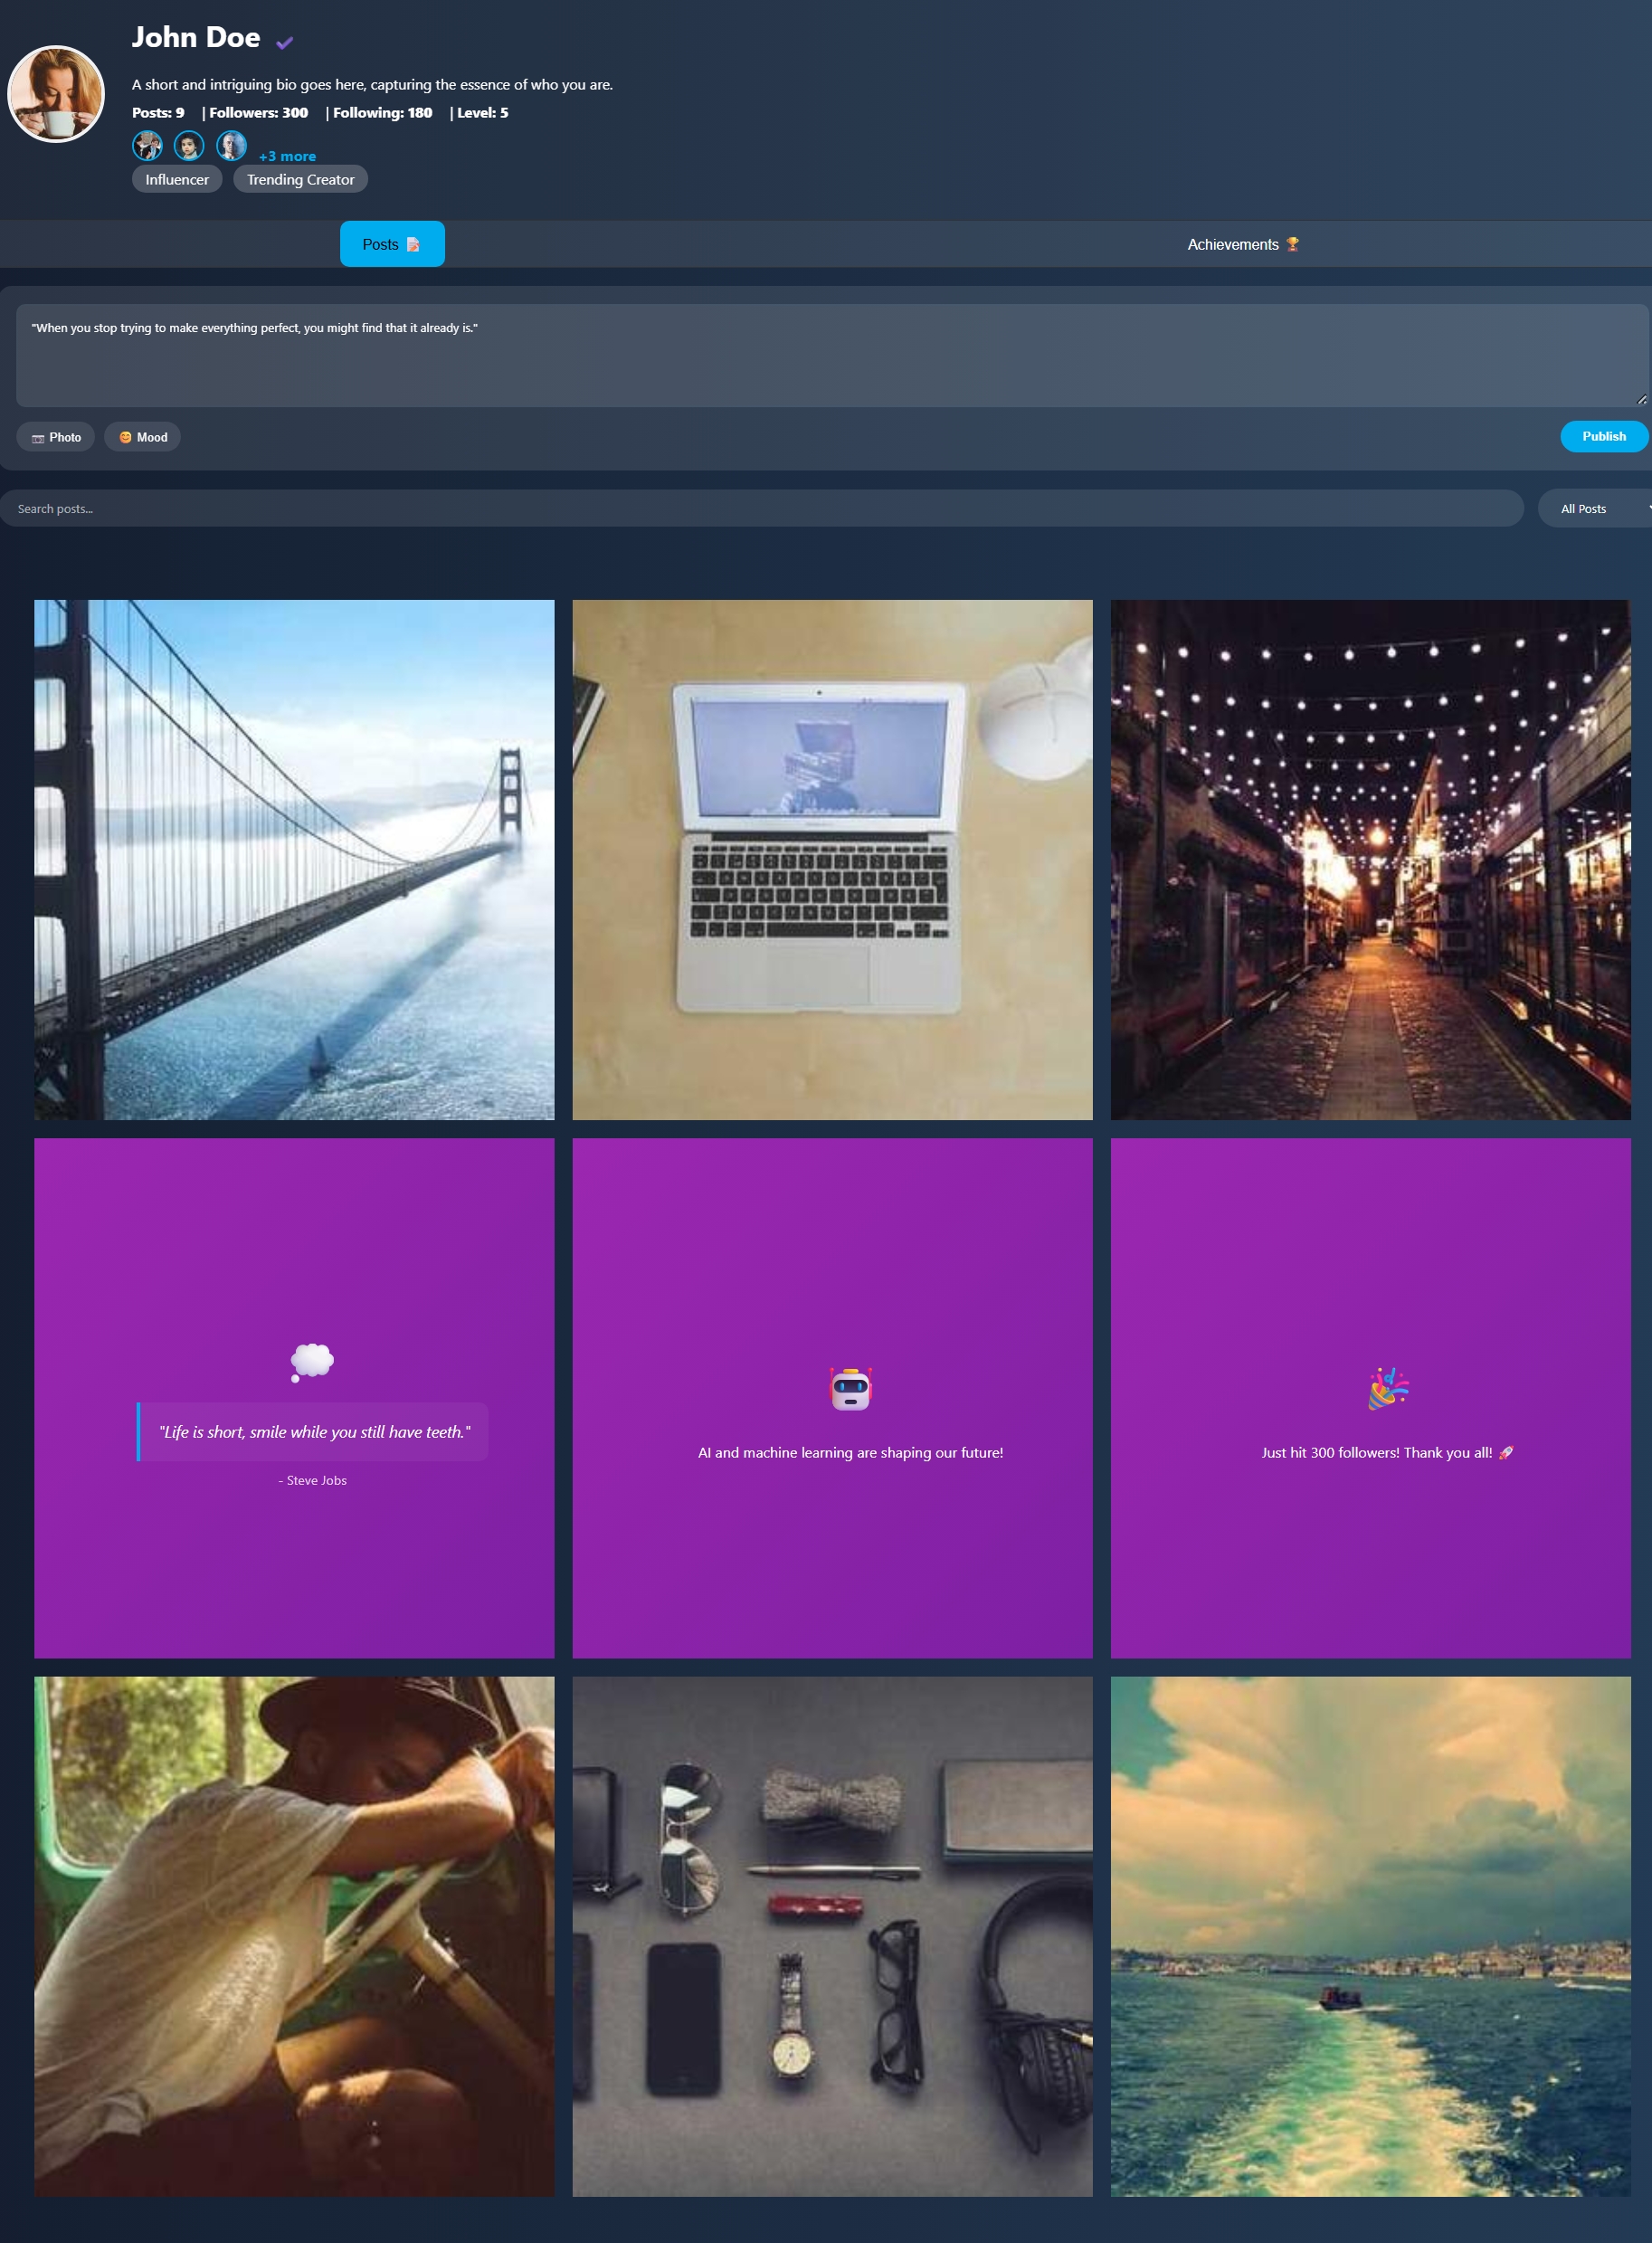 John Doe
A short and intriguing bio goes here, capturing the essence of who you are.
Posts: 9 | Followers: 300 | Following: 180 | Level: 5
+3 more
Influencer Trending Creator
Posts Achievements
"When you stop trying to make everything perfect, you might find that it already is."
Photo Mood Publish
Search posts... All Posts
"Life is short, smile while you still have teeth."
- Steve Jobs
AI and machine learning are shaping our future!
Just hit 300 followers! Thank you all!